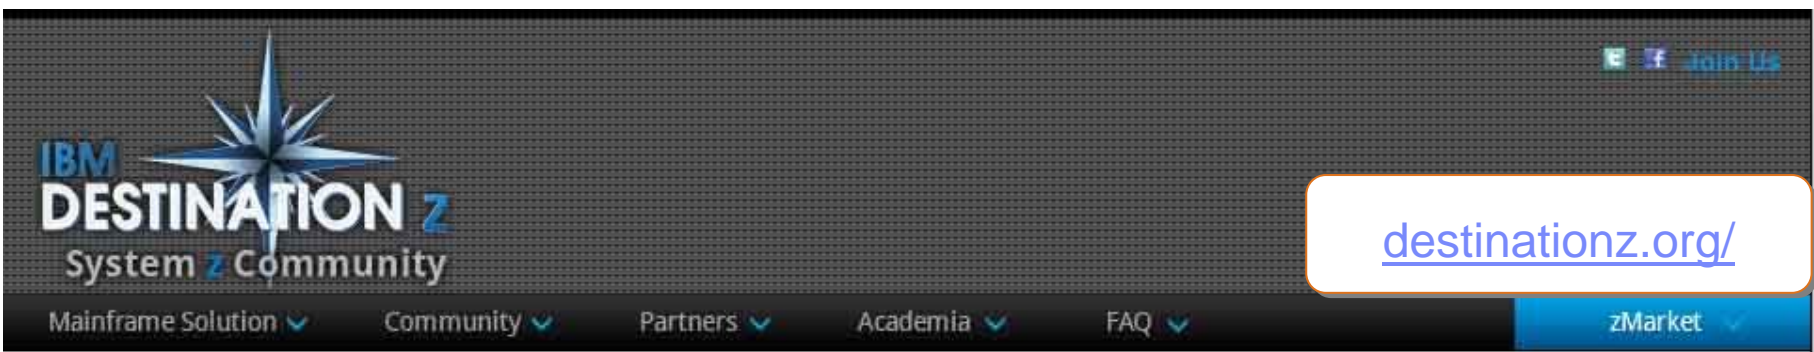 Join Us
IBM
DESTINATION z
System z Community
destinationz.org/
Mainframe Solution Community Partners Academia FAQ zMarket